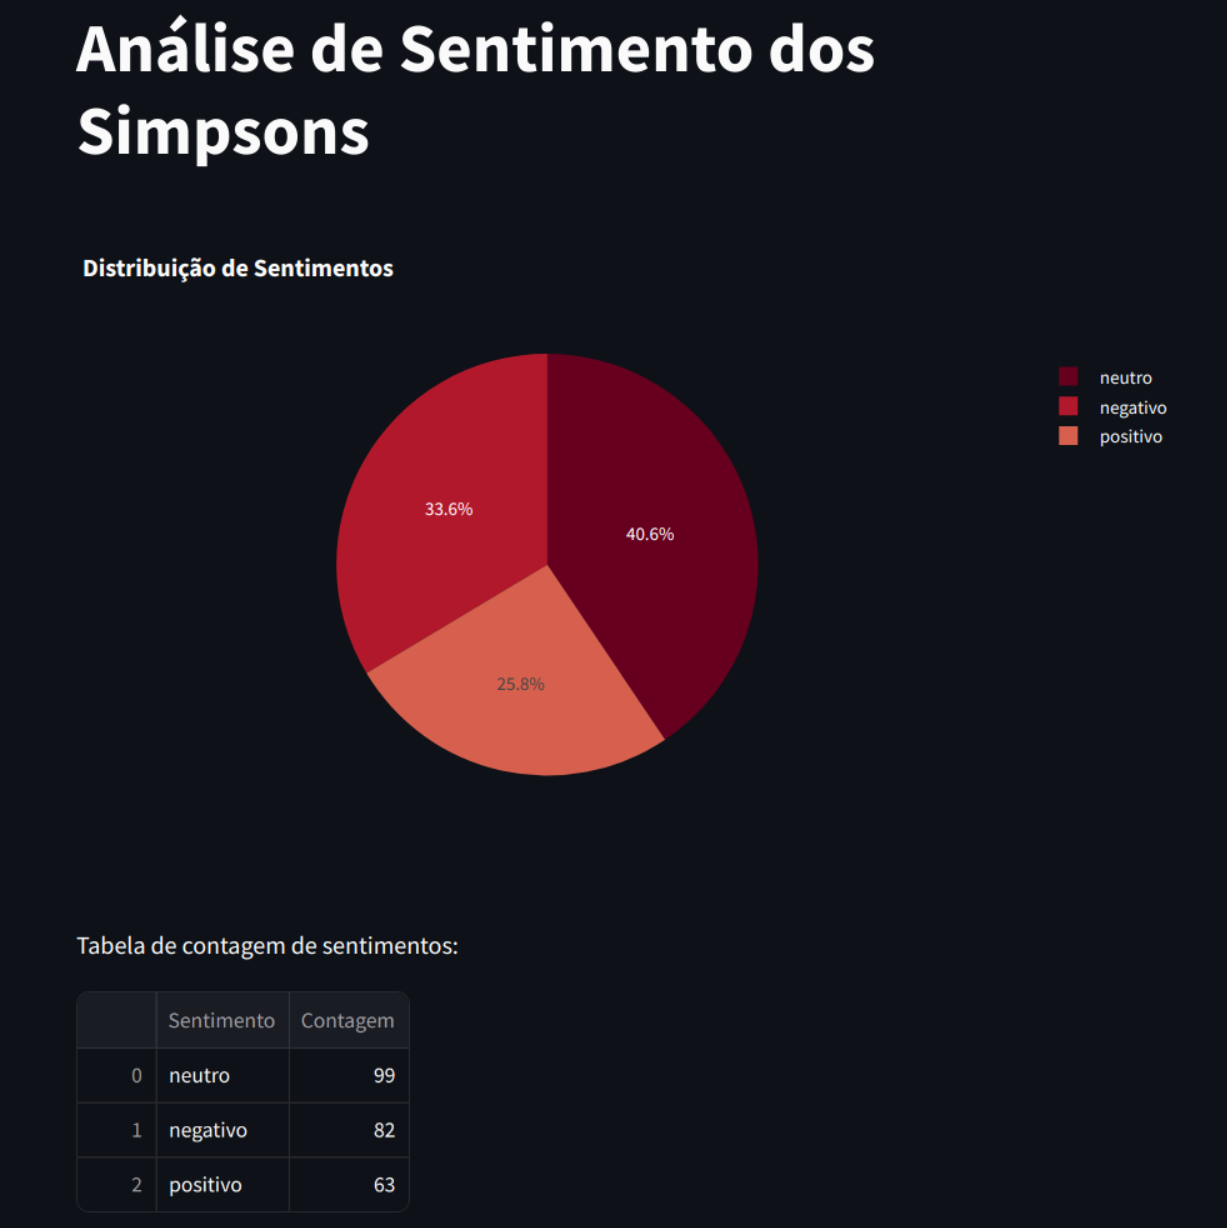 Análise de Sentimento dos
Simpsons
Distribuição de Sentimentos
neutro
negativo
positivo
33.6%
40.6%
25.8%
Tabela de contagem de sentimentos:
Sentimento Contagem
0 neutro 99
1 negativo 82
2 positivo 63